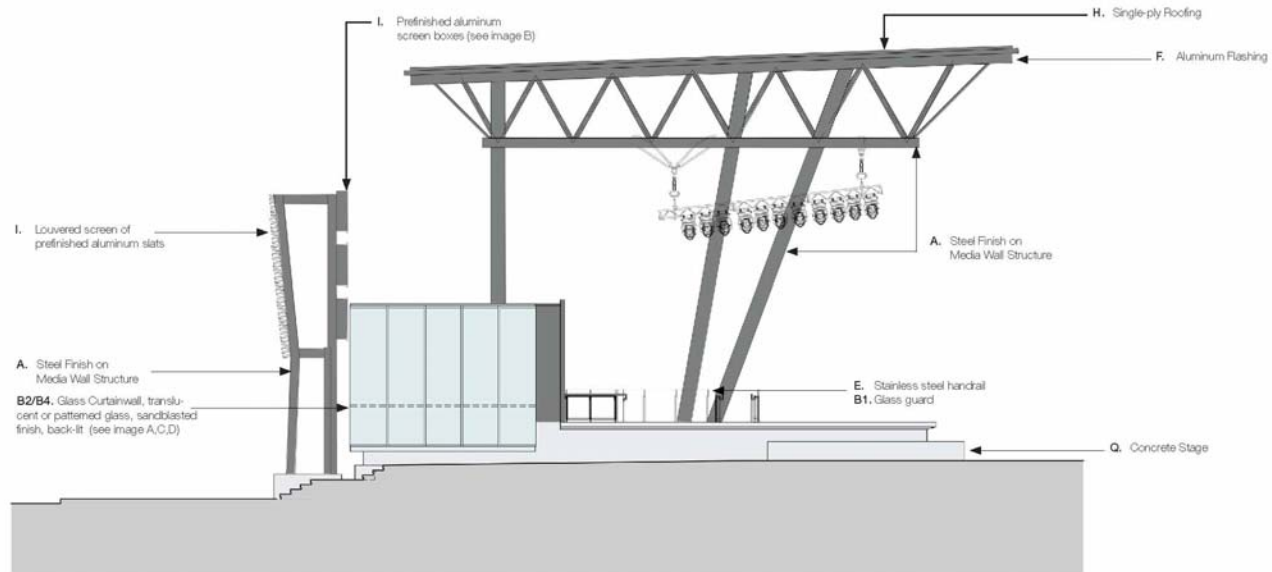 I. Prefinished aluminum
screen boxes (see image B)
H. Single-ply Roofing
F. Aluminum Flashing
I. Louvered screen of
prefinished aluminum slats
A. Steel Finish on
Media Wall Structure
A. Steel Finish on
Media Wall Structure
B2/B4. Glass Curtainwall, translu-
cent or patterned glass, sandblasted
finish, back-lit (see image A,C,D)
E. Stainless steel handrail
B1. Glass guard
Q. Concrete Stage